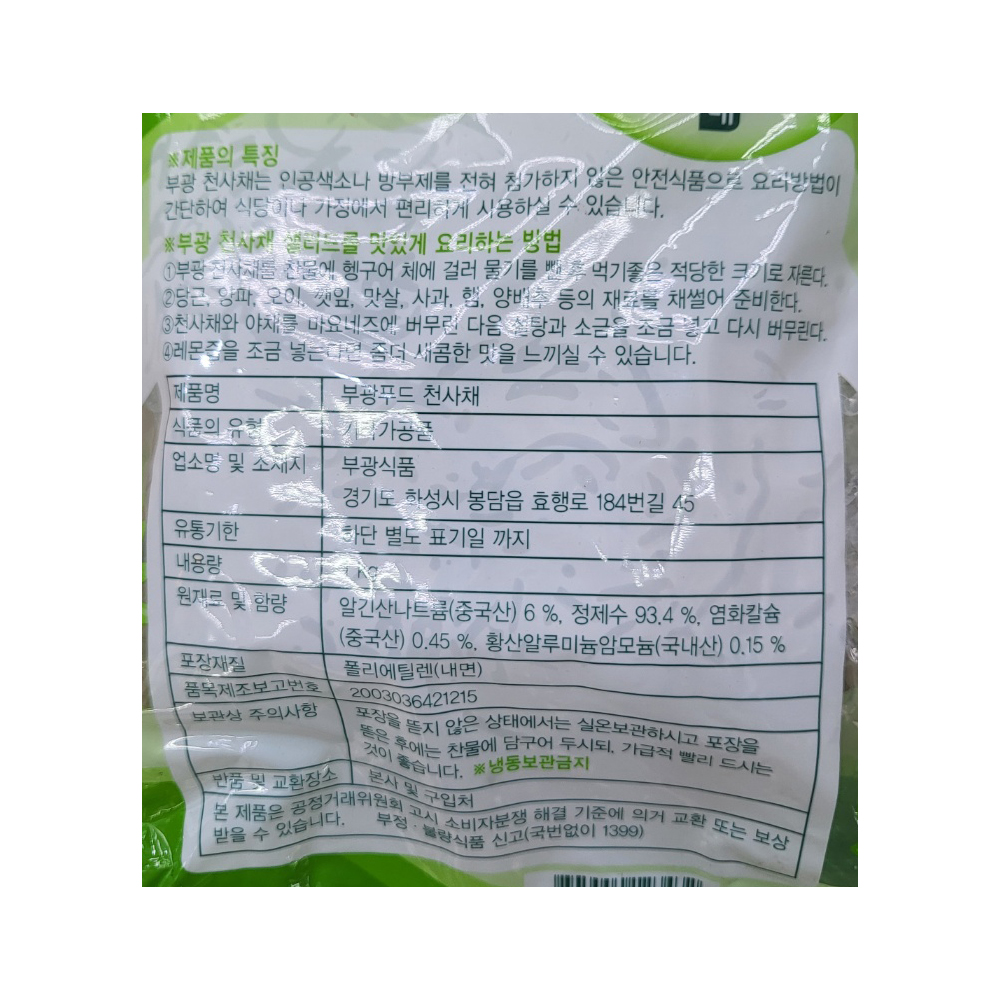 ※제품의 특징
부광 천사채는 인공색소나 방부제를 전혀 첨가하지 않은 안전식품으로 요리방법이
간단하여 식당이나 가정에서 편리하게 사용하실 수 있습니다.
※부광 천사채 샐러드를 맛있게 요리하는 방법
①부광 천사채를 찬물에 헹구어 체에 걸러 물기를 뺀 후 먹기좋은 적당한 크기로 자른다.
②당근, 양파, 오이, 깻잎, 맛살, 사과, 햄, 양배추 등의 재료를 채썰어 준비한다.
③천사채와 야채를 마요네즈에 버무린 다음 설탕과 소금을 조금 넣고 다시 버무린다.
④레몬즙을 조금 넣는다면 좀더 새콤한 맛을 느끼실 수 있습니다.
제품명 부광푸드 천사채
식품의 유형 기타가공품
업소명 및 소재지 부광식품
경기도 화성시 봉담읍 효행로 184번길 45
유통기한 하단 별도 표기일 까지
내용량 1 kg
원재료 및 함량 알긴산나트륨(중국산) 6 %, 정제수 93.4 %, 염화칼슘
(중국산) 0.45 %, 황산알루미늄암모늄(국내산) 0.15 %
포장재질 폴리에틸렌(내면)
품목제조보고번호 2003036421215
보관상 주의사항 포장을 뜯지 않은 상태에서는 실온보관하시고 포장을
뜯은 후에는 찬물에 담구어 두시되, 가급적 빨리 드시는
것이 좋습니다. ※냉동보관금지
반품 및 교환장소 본사 및 구입처
본 제품은 공정거래위원회 고시 소비자분쟁 해결 기준에 의거 교환 또는 보상
받을 수 있습니다. 부정·불량식품 신고(국번없이 1399)